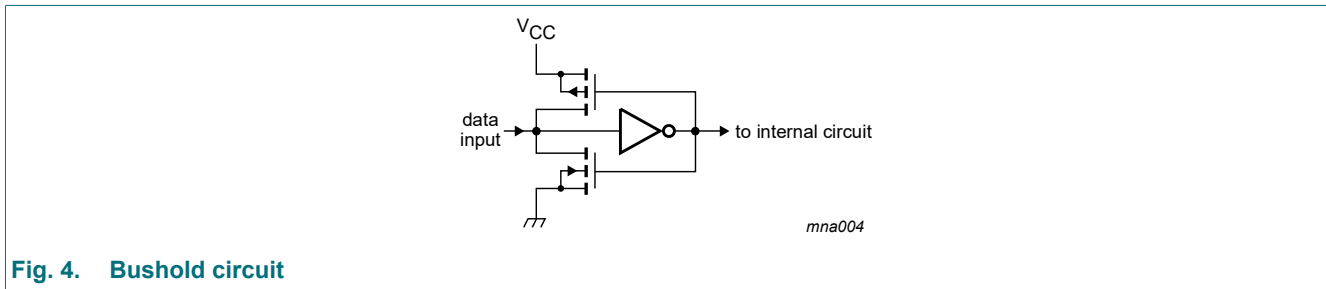 VCC
data
input
to internal circuit
mna004
Fig. 4. Bushold circuit